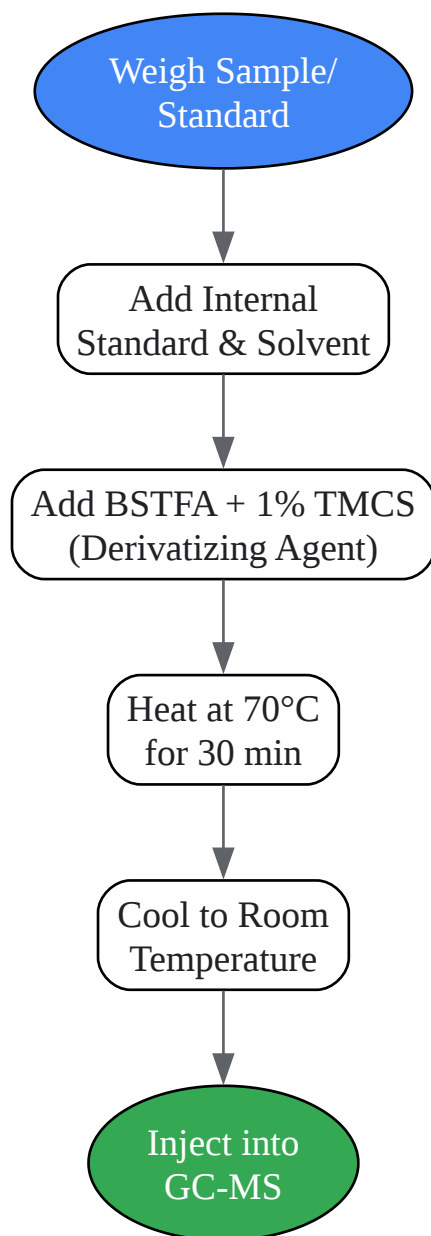 Weigh Sample/
Standard
Add Internal
Standard & Solvent
Add BSTFA + 1% TMCS
(Derivatizing Agent)
Heat at 70°C
for 30 min
Cool to Room
Temperature
Inject into
GC-MS